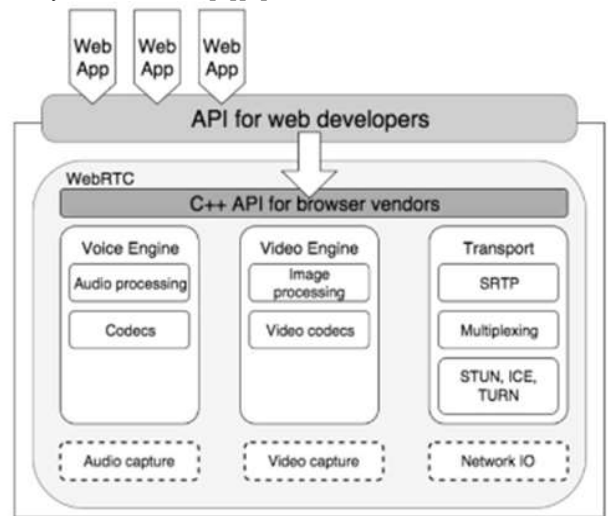 Web
App
Web
App
Web
App
API for web developers
WebRTC
C++ API for browser vendors
Voice Engine
Audio processing
Codecs
Video Engine
Image
processing
Video codecs
Transport
SRTP
Multiplexing
STUN, ICE,
TURN
Audio capture
Video capture
Network IO